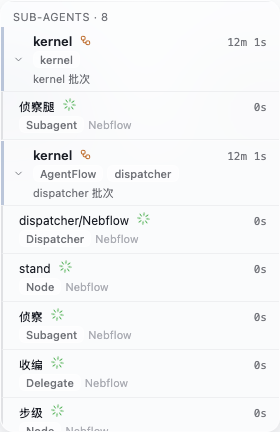 SUB-AGENTS · 8
kernel 12m 1s
kernel
kernel 批次
侦察腿 0s
Subagent Nebflow
kernel 12m 1s
AgentFlow dispatcher
dispatcher 批次
dispatcher/Nebflow 0s
Dispatcher Nebflow
stand 0s
Node Nebflow
侦察 0s
Subagent Nebflow
收编 0s
Delegate Nebflow
步级 0s
Node Nebflow